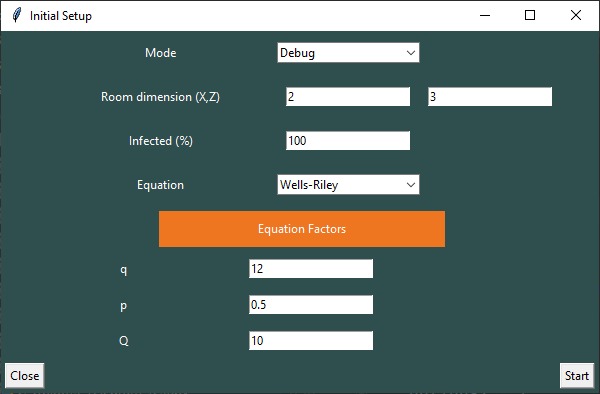 Initial Setup
Mode Debug
Room dimension (X,Z) 2 3
Infected (%) 100
Equation Wells-Riley
Equation Factors
q 12
p 0.5
Q 10
Close Start